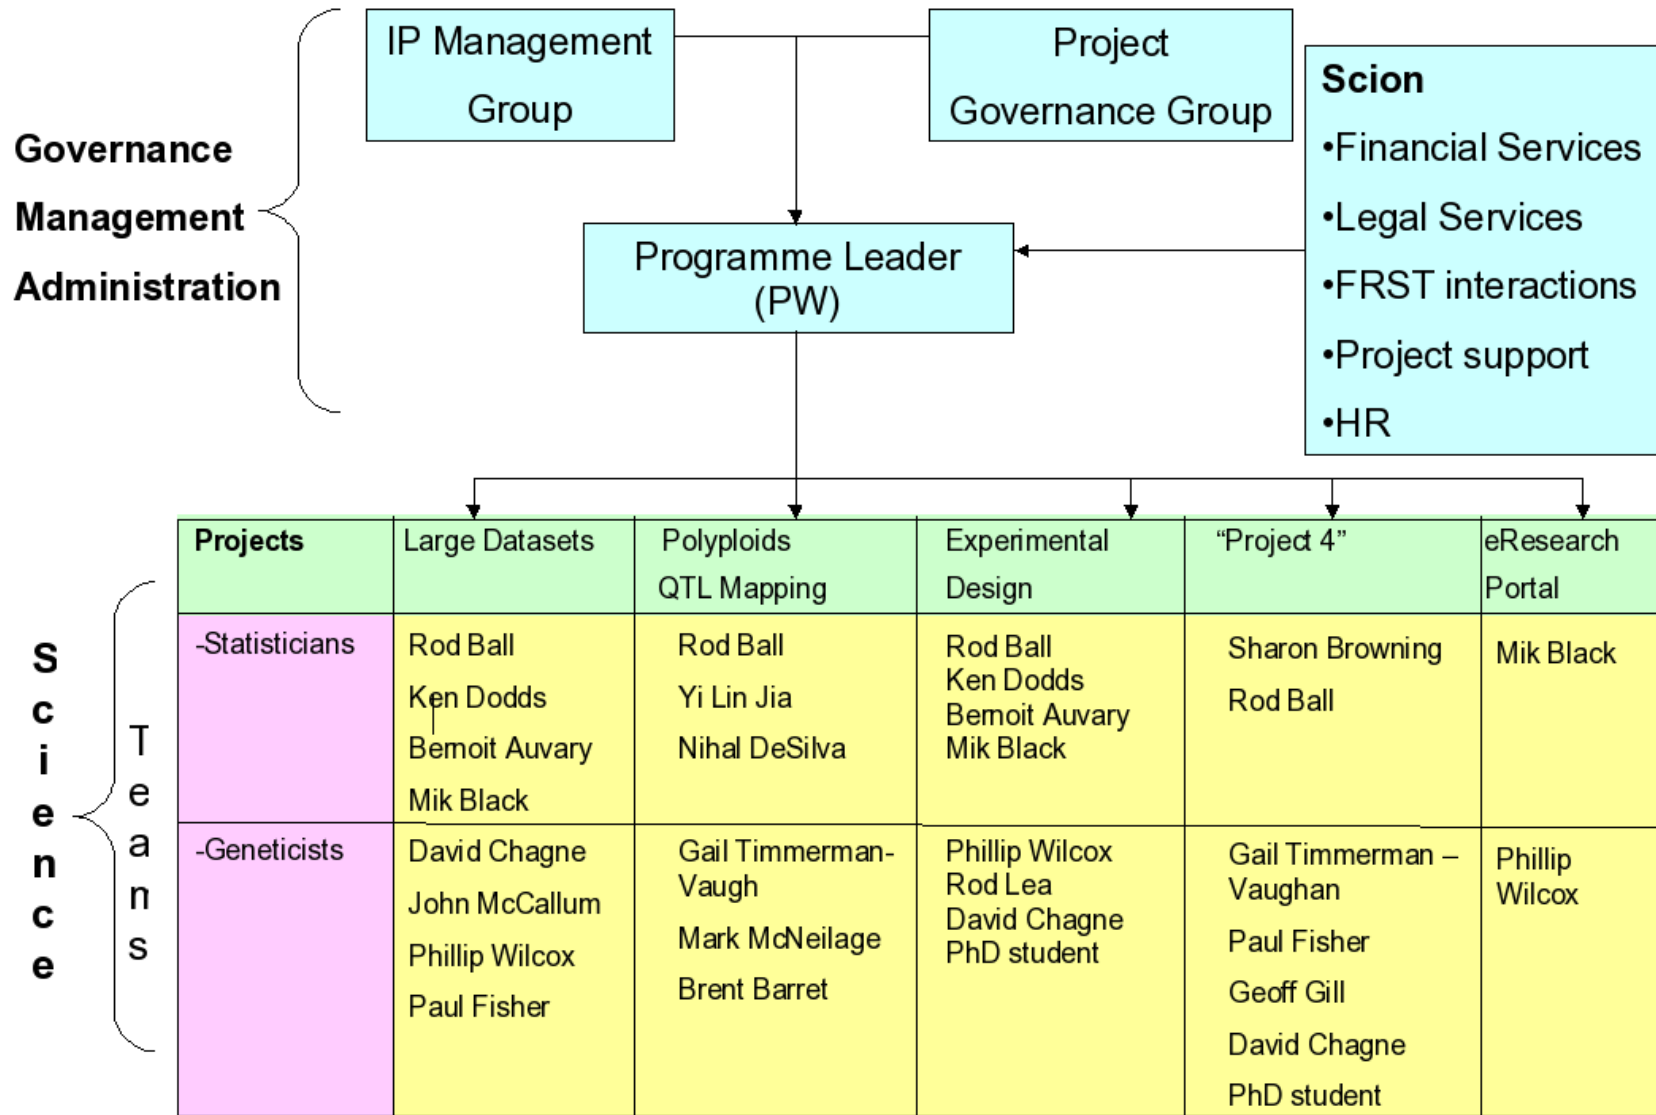 IP Management
Group
Project
Governance Group
Scion
•Financial Services
•Legal Services
•FRST interactions
•Project support
•HR
Governance
Management
Administration
Programme Leader
(PW)
Projects
Large Datasets
Polyploids
QTL Mapping
Experimental
Design
“Project 4”
eResearch
Portal
Science
Teams
-Statisticians
Rod Ball
Ken Dodds
Bernoit Auvary
Mik Black
Rod Ball
Yi Lin Jia
Nihal DeSilva
Rod Ball
Ken Dodds
Bernoit Auvary
Mik Black
Sharon Browning
Rod Ball
Mik Black
-Geneticists
David Chagne
John McCallum
Phillip Wilcox
Paul Fisher
Gail Timmerman-
Vaugh
Mark McNeilage
Brent Barret
Phillip Wilcox
Rod Lea
David Chagne
PhD student
Gail Timmerman –
Vaughan
Paul Fisher
Geoff Gill
David Chagne
PhD student
Phillip
Wilcox